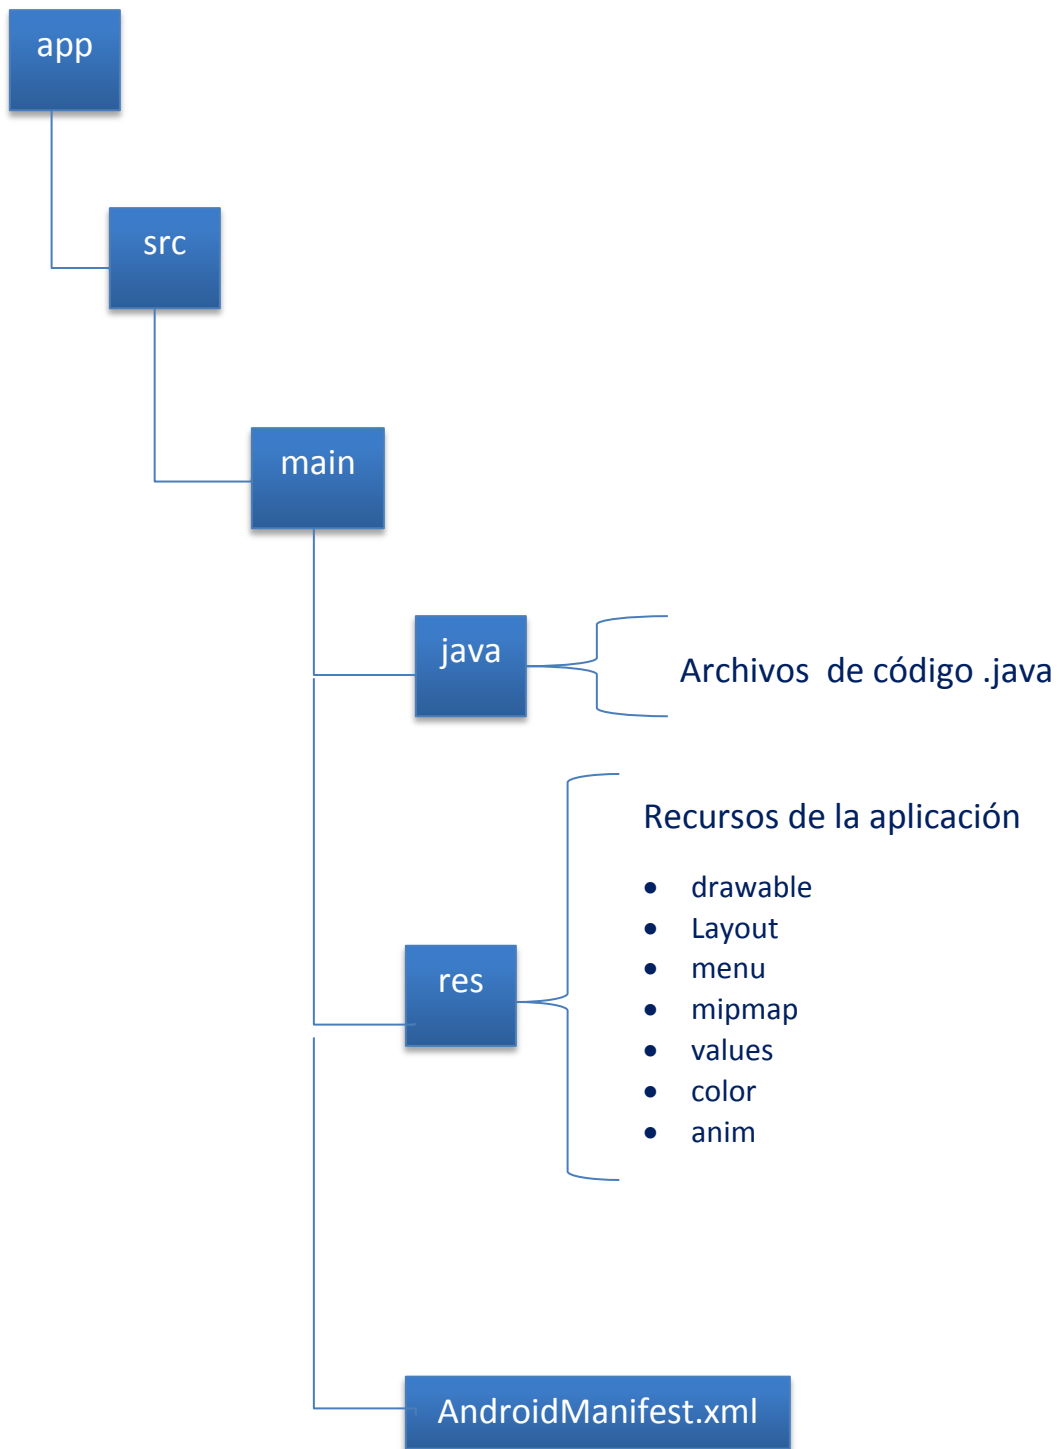 app
src
main
java
Archivos  de código .java
Recursos de la aplicación
• drawable
• Layout
• menu
res
• mipmap
• values
• color
• anim
AndroidManifest.xml